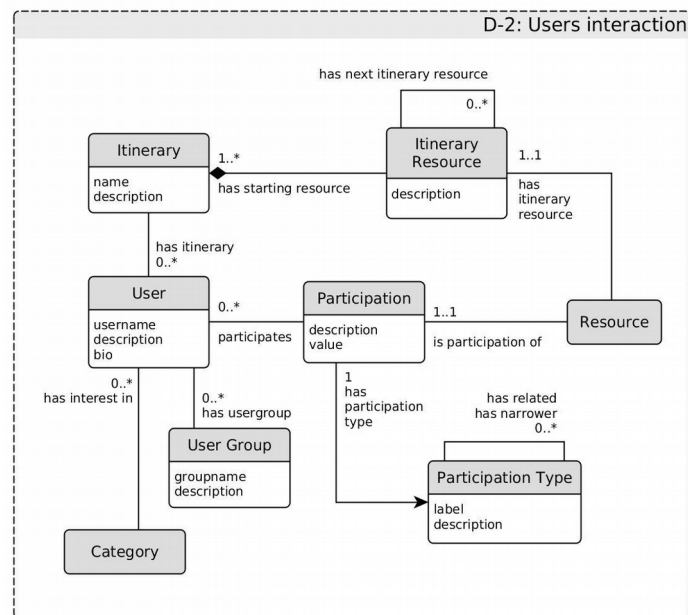 D-2: Users interaction
has next itinerary resource
0..*
Itinerary
name
description
1..*
has starting resource
Itinerary
Resource
description
1..1
has
itinerary
resource
has itinerary
0..*
User
username
description
bio
0..*
participates
Participation
description
value
1..1
is participation of
Resource
0..*
has interest in
0..*
has usergroup
1
has
participation
type
has related
has narrower
0..*
User Group
groupname
description
Participation Type
label
description
Category